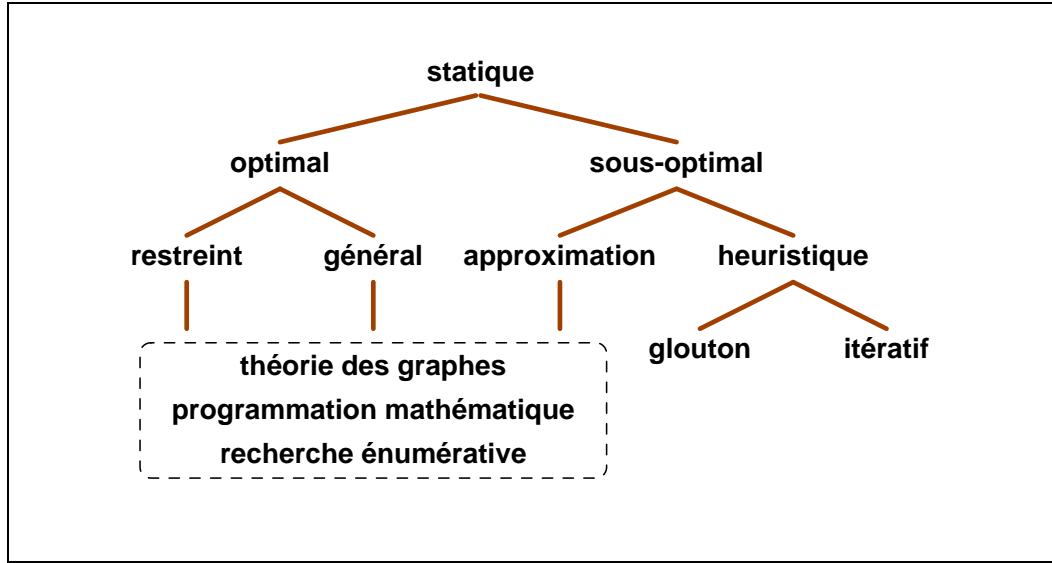 statique
optimal sous-optimal
restreint général approximation heuristique
glouton itératif
théorie des graphes
programmation mathématique
recherche énumérative